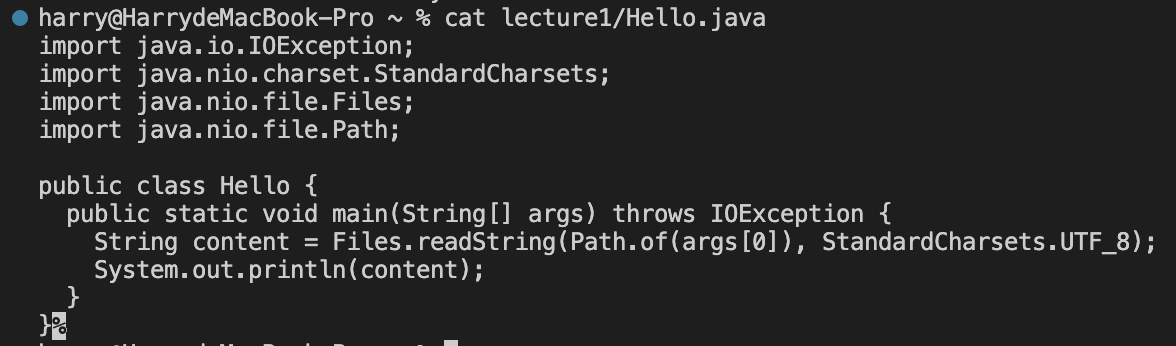 harry@HarrydeMacBook-Pro ~ % cat lecture1/Hello.java
import java.io.IOException;
import java.nio.charset.StandardCharsets;
import java.nio.file.Files;
import java.nio.file.Path;

public class Hello {
  public static void main(String[] args) throws IOException {
    String content = Files.readString(Path.of(args[0]), StandardCharsets.UTF_8);
    System.out.println(content);
  }
}%